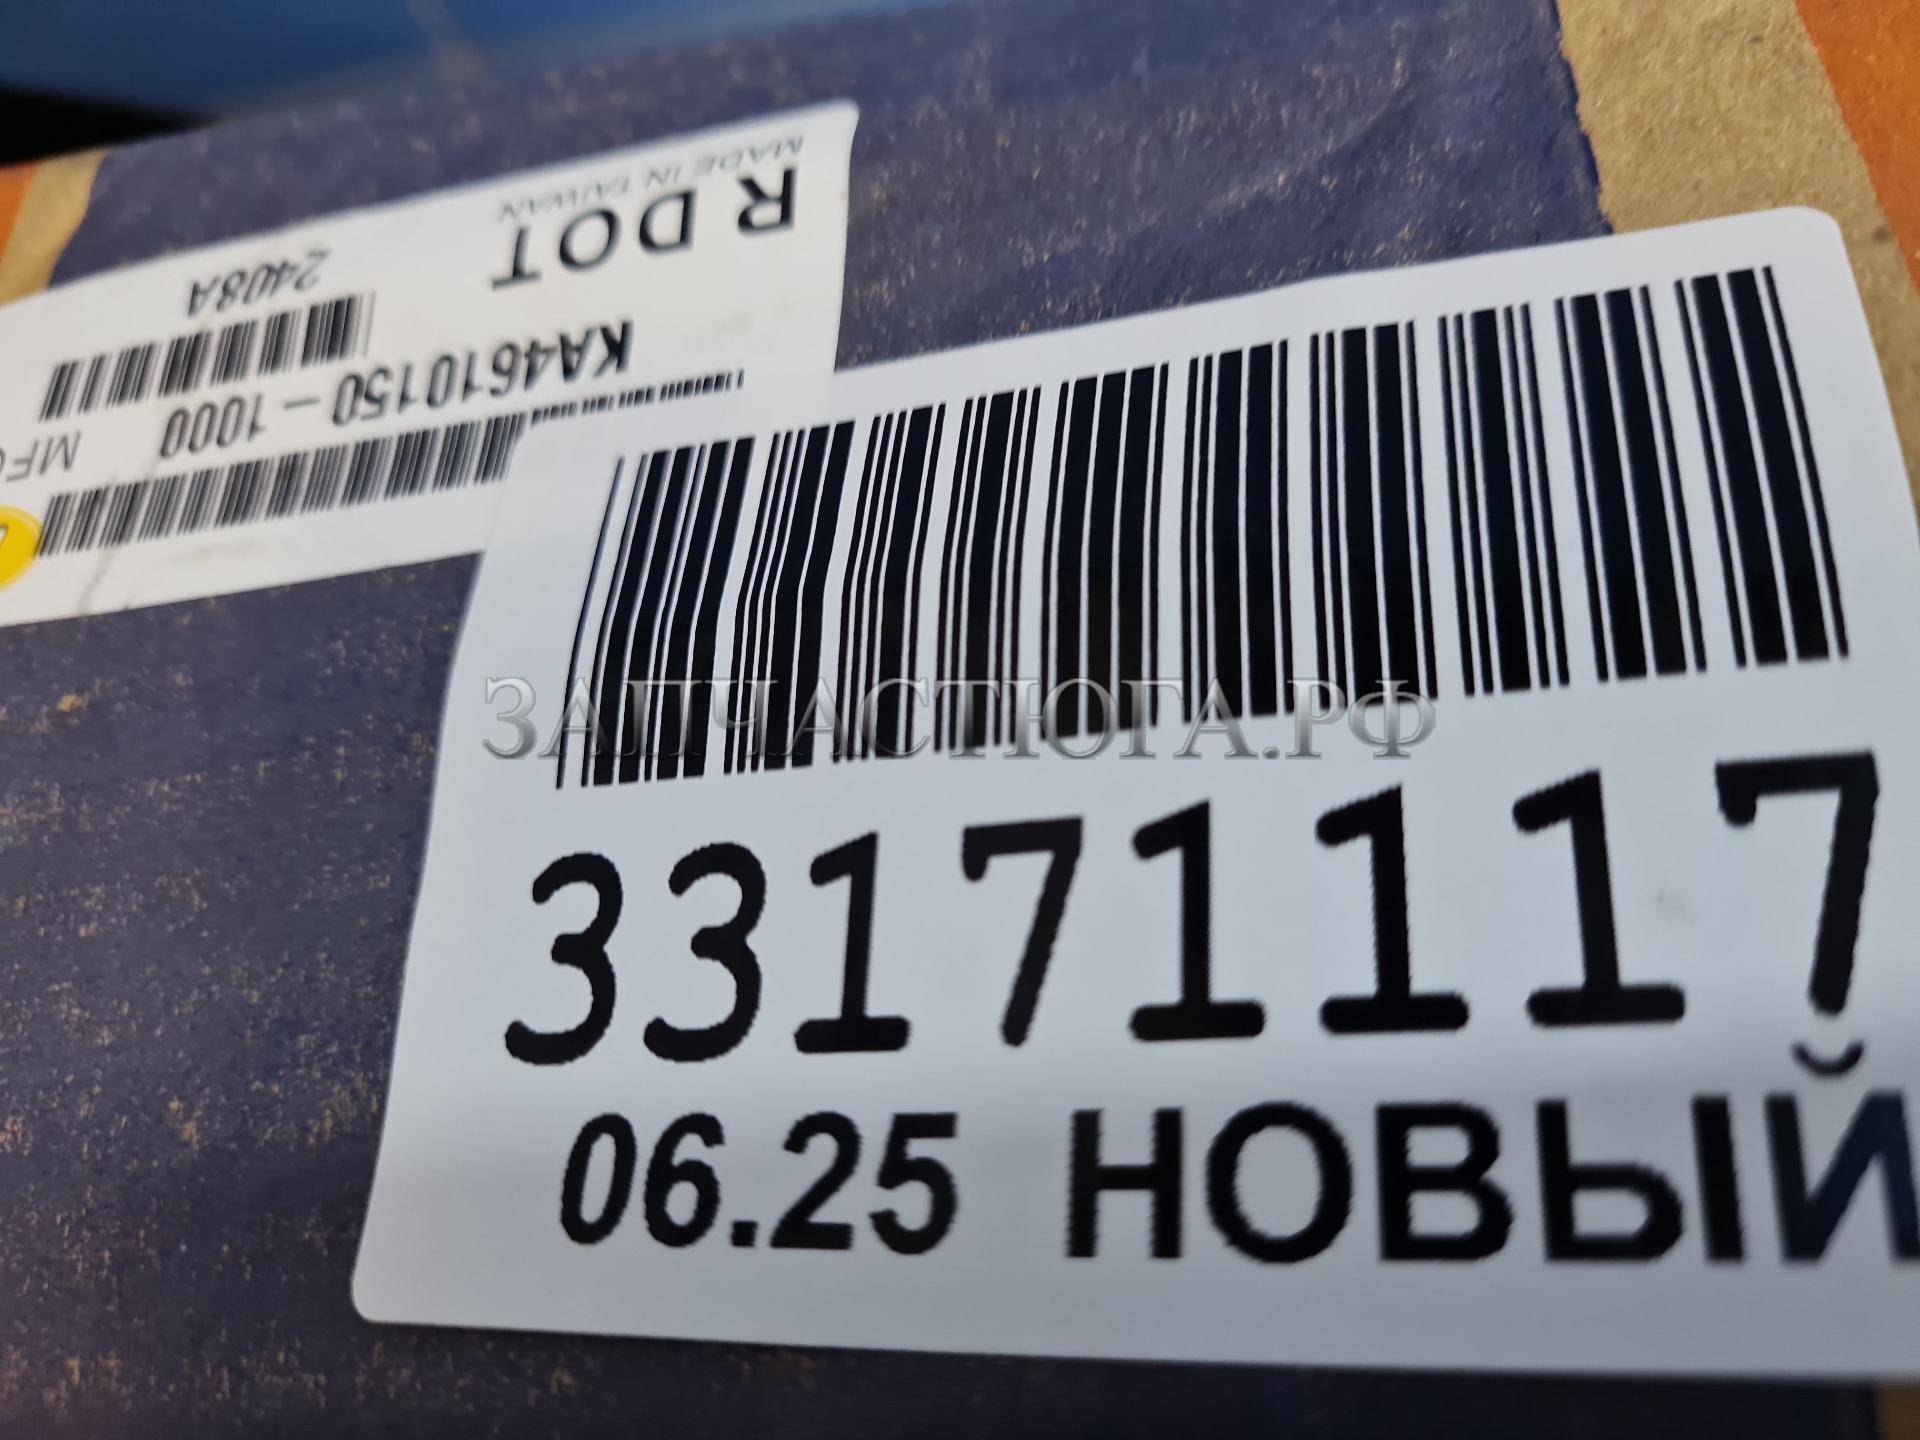 R DOT
MADE IN TAIWAN
2408A
KA4610150-1000
ЗАПЧАСТЮГА.РФ
33171117
06.25 НОВЫЙ